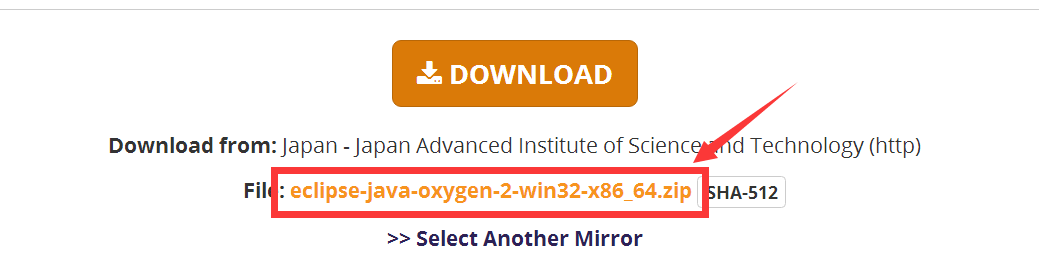 DOWNLOAD
Download from: Japan - Japan Advanced Institute of Science and Technology (http)
File: eclipse-java-oxygen-2-win32-x86_64.zip SHA-512
>> Select Another Mirror